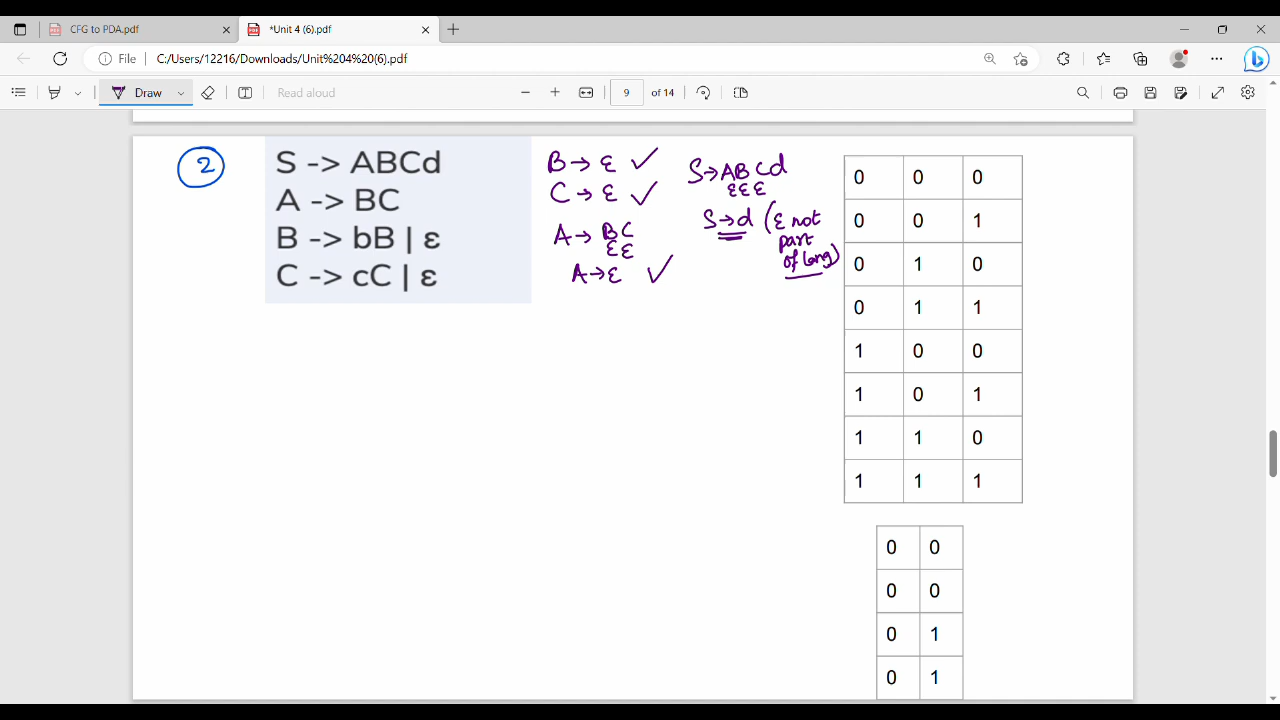 CFG to PDA.pdf
*Unit 4 (6).pdf
File
C:/Users/12216/Downloads/Unit%204%20(6).pdf
Draw
Read aloud
9
of 14
2
S -> ABCd
A -> BC
B -> bB | ε
C -> cC | ε
B → ε ✓
C → ε ✓
A → BC
εε
A → ε ✓
S → ABCd
εεε
S → d (ε not
part
of lang)
0 0 0
0 0 1
0 1 0
0 1 1
1 0 0
1 0 1
1 1 0
1 1 1
0 0
0 0
0 1
0 1